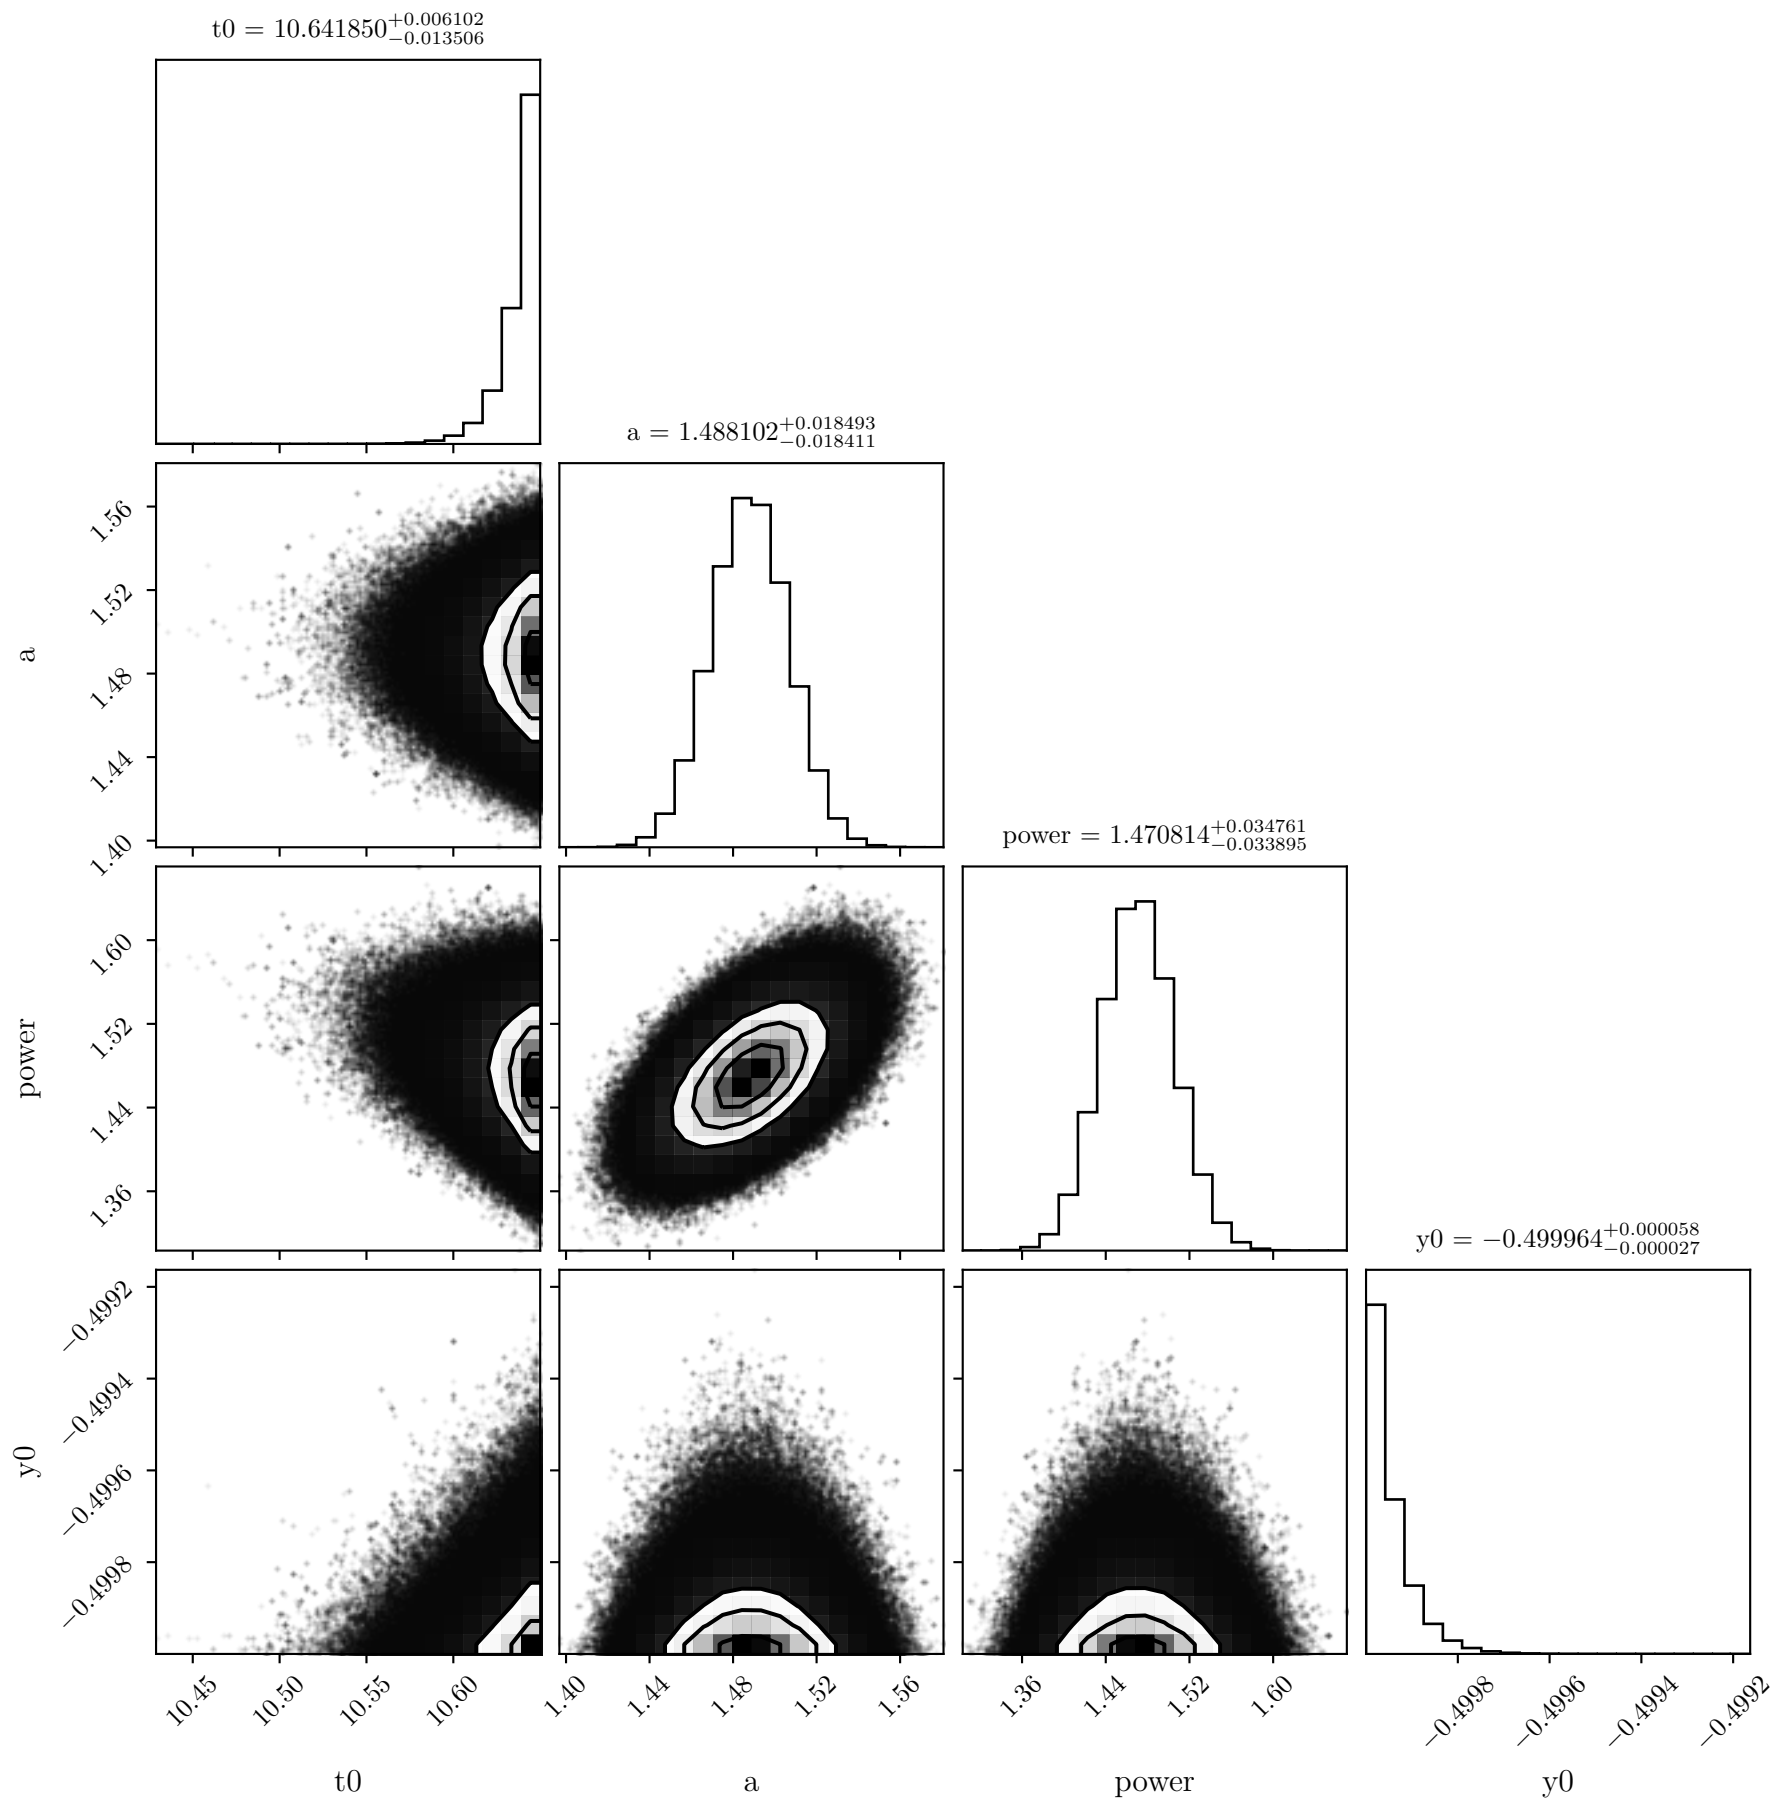 t0 = 10.641850+0.006102−0.013506
a = 1.488102+0.018493−0.018411
1.56
1.52
1.48
1.44
1.40
a
power = 1.470814+0.034761−0.033895
1.60
1.52
1.44
1.36
power
y0 = −0.499964+0.000058−0.000027
−0.4992
−0.4994
−0.4996
−0.4998
y0
10.45 10.50 10.55 10.60 1.40 1.44 1.48 1.52 1.56 1.36 1.44 1.52 1.60 −0.4998 −0.4996 −0.4994 −0.4992
t0 a power y0